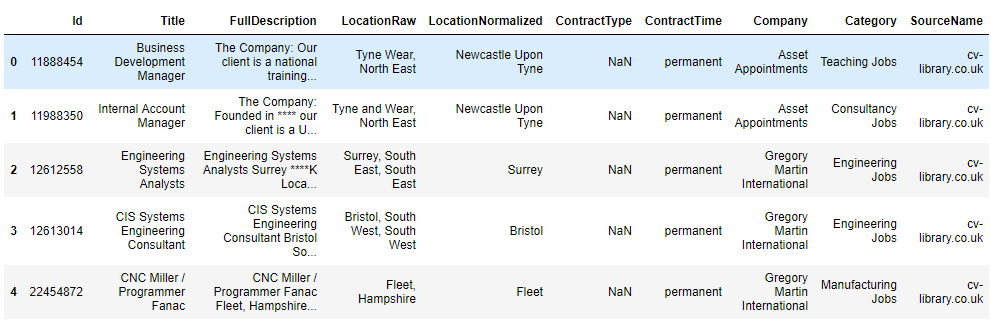 Id Title FullDescription LocationRaw LocationNormalized ContractType ContractTime Company Category SourceName
0 11888454 Business Development Manager The Company: Our client is a national training... Tyne Wear, North East Newcastle Upon Tyne NaN permanent Asset Appointments Teaching Jobs cv-library.co.uk
1 11988350 Internal Account Manager The Company: Founded in **** our client is a U... Tyne and Wear, North East Newcastle Upon Tyne NaN permanent Asset Appointments Consultancy Jobs cv-library.co.uk
2 12612558 Engineering Systems Analysts Engineering Systems Analysts Surrey ****K Loca... Surrey, South East, South East Surrey NaN permanent Gregory Martin International Engineering Jobs cv-library.co.uk
3 12613014 CIS Systems Engineering Consultant CIS Systems Engineering Consultant Bristol So... Bristol, South West, South West Bristol NaN permanent Gregory Martin International Engineering Jobs cv-library.co.uk
4 22454872 CNC Miller / Programmer Fanac CNC Miller / Programmer Fanac Fleet, Hampshire... Fleet, Hampshire Fleet NaN permanent Gregory Martin International Manufacturing Jobs cv-library.co.uk